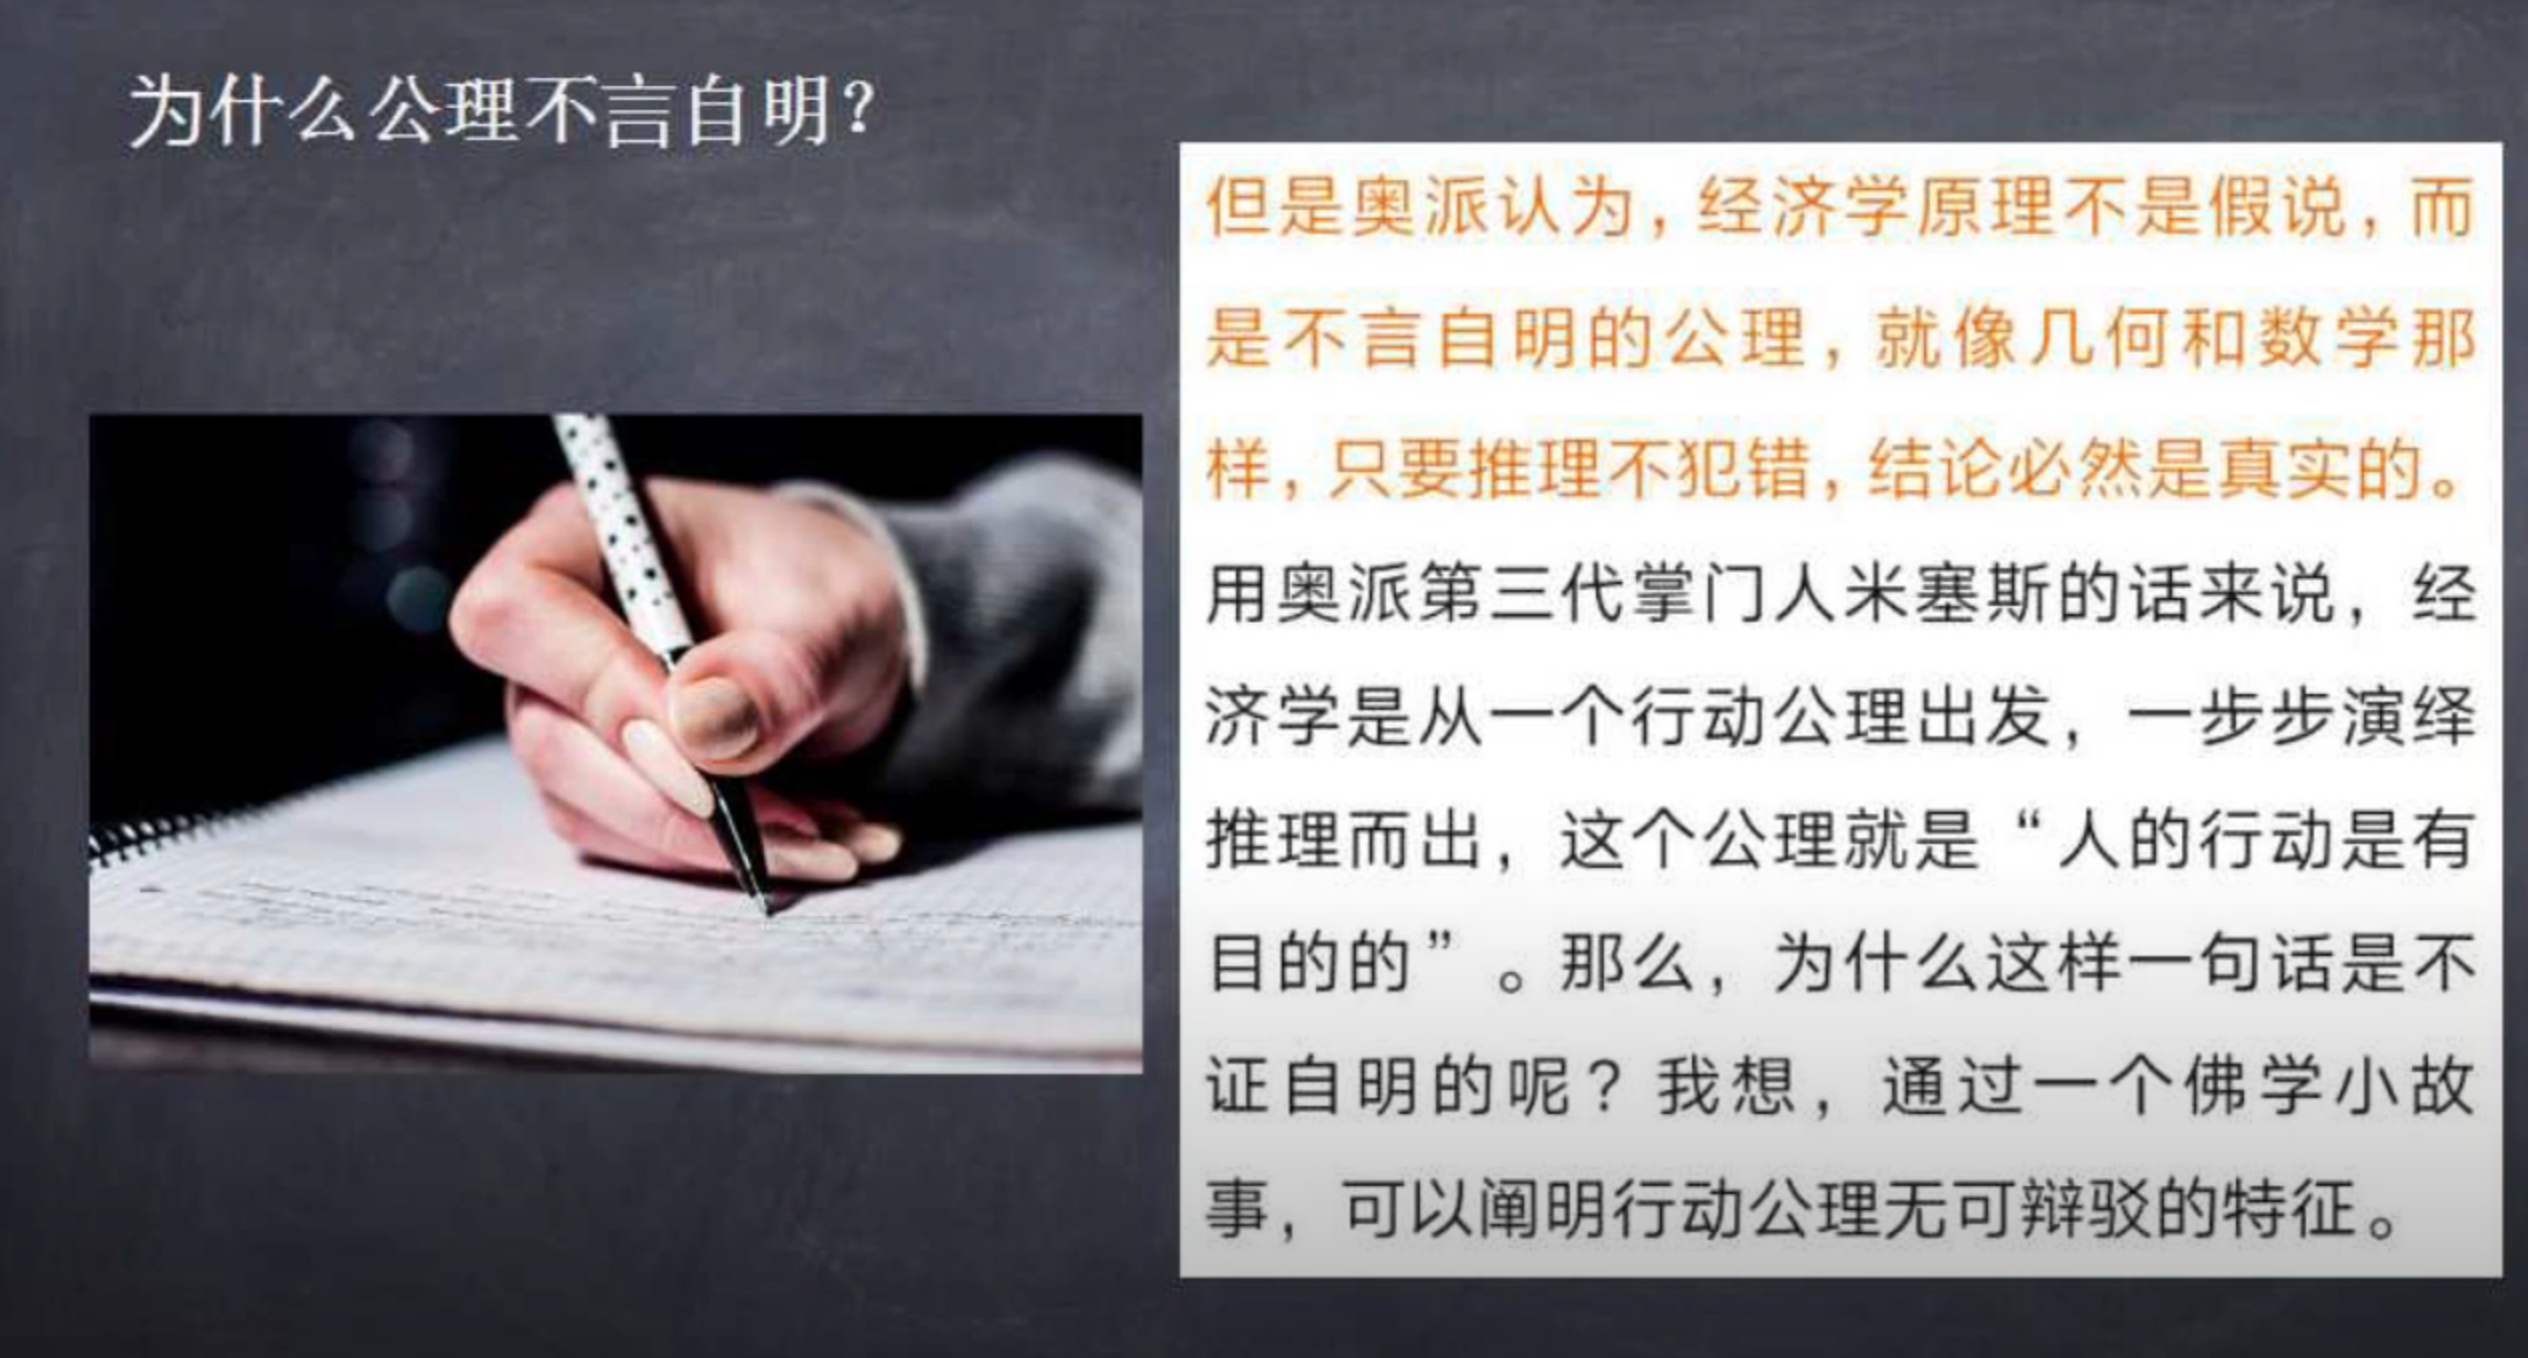 为什么公理不言自明?
但是奥派认为，经济学原理不是假说，而
是不言自明的公理，就像几何和数学那
样，只要推理不犯错，结论必然是真实的。
用奥派第三代掌门人米塞斯的话来说，经
济学是从一个行动公理出发，一步步演绎
推理而出，这个公理就是“人的行动是有
目的的”。那么，为什么这样一句话是不
证自明的呢？我想，通过一个佛学小故
事，可以阐明行动公理无可辩驳的特征。